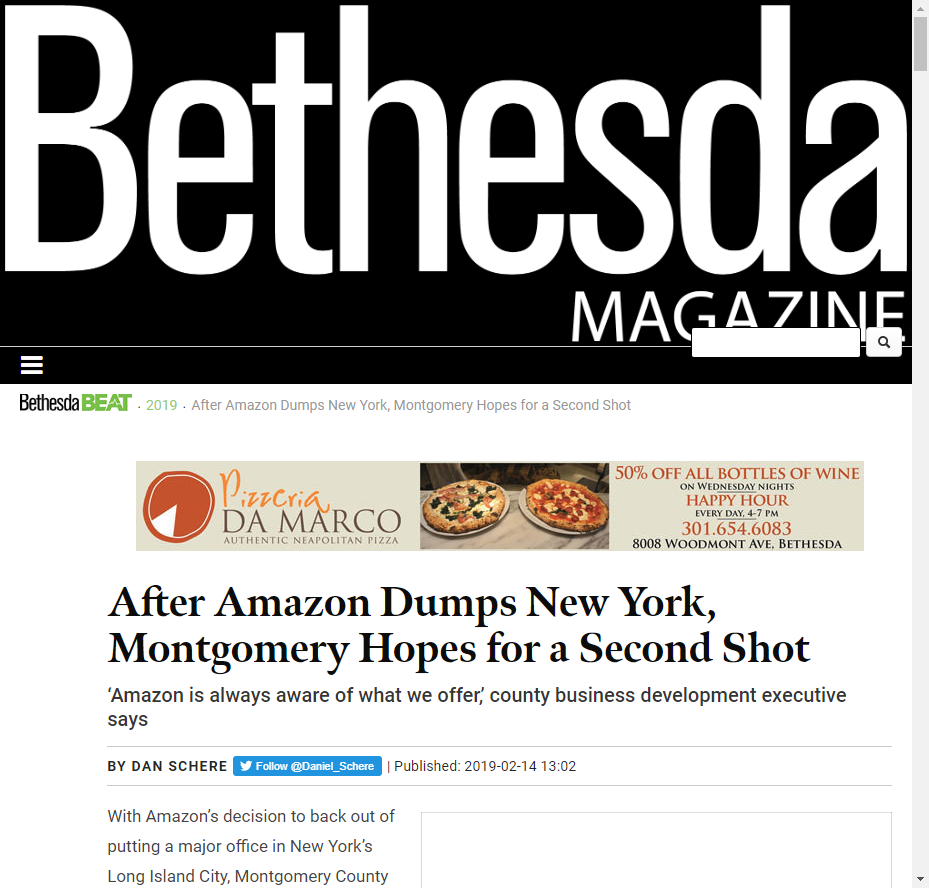 Bethesda
MAGAZINE
Bethesda BEAT · 2019 · After Amazon Dumps New York, Montgomery Hopes for a Second Shot
Pizzeria
DA MARCO
AUTHENTIC NEAPOLITAN PIZZA
50% OFF ALL BOTTLES OF WINE
ON WEDNESDAY NIGHTS
HAPPY HOUR
EVERY DAY, 4-7 PM
301.654.6083
8008 WOODMONT AVE, BETHESDA
After Amazon Dumps New York,
Montgomery Hopes for a Second Shot
‘Amazon is always aware of what we offer,’ county business development executive
says
BY DAN SCHERE Follow @Daniel_Schere | Published: 2019-02-14 13:02
With Amazon’s decision to back out of
putting a major office in New York’s
Long Island City, Montgomery County